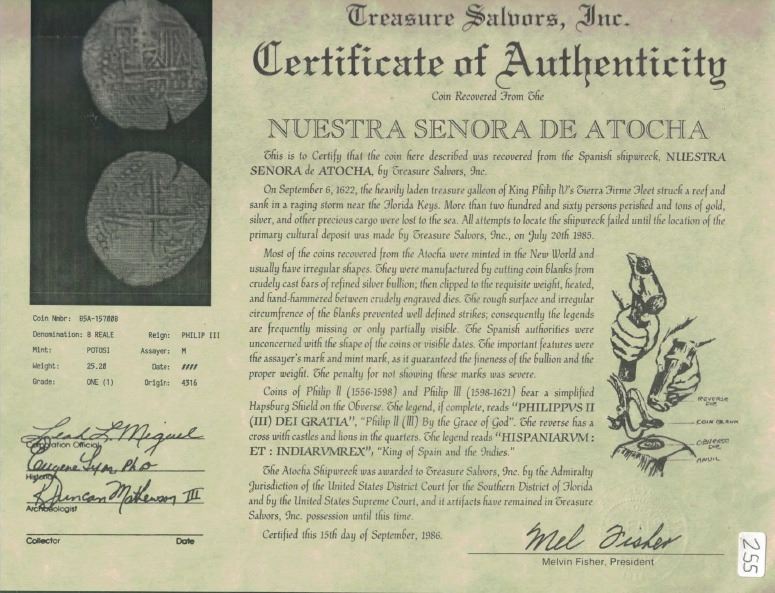 Treasure Salvors, Inc.
Certificate of Authenticity
Coin Recovered From The
NUESTRA SENORA DE ATOCHA
This is to Certify that the coin here described was recovered from the Spanish shipwreck, NUESTRA
SENORA de ATOCHA, by Treasure Salvors, Inc.
On September 6, 1622, the heavily laden treasure galleon of King Philip IV's Tierra Firme Fleet struck a reef and
sank in a raging storm near the Florida Keys. More than two hundred and sixty persons perished and tons of gold,
silver, and other precious cargo were lost to the sea. All attempts to locate the shipwreck failed until the location of the
primary cultural deposit was made by Treasure Salvors, Inc., on July 20th 1985.
Most of the coins recovered from the Atocha were minted in the New World and
usually have irregular shapes. They were manufactured by cutting coin blanks from
crudely cast bars of refined silver bullion; then clipped to the requisite weight, heated,
and hand-hammered between crudely engraved dies. The rough surface and irregular
circumfrence of the blanks prevented well defined strikes; consequently the legends
are frequently missing or only partially visible. The Spanish authorities were
unconcerned with the shape of the coins or visible dates. The important features were
the assayer's mark and mint mark, as it guaranteed the fineness of the bullion and the
proper weight. The penalty for not showing these marks was severe.
Coins of Philip II (1556-1598) and Philip III (1598-1621) bear a simplified
Hapsburg Shield on the Obverse. The legend, if complete, reads "PHILIPPVS II
(III) DEI GRATIA", "Philip II (III) By the Grace of God". The reverse has a
cross with castles and lions in the quarters. The legend reads "HISPANIARVM :
ET : INDIARVMREX", "King of Spain and the Indies."
The Atocha Shipwreck was awarded to Treasure Salvors, Inc. by the Admiralty
Jurisdiction of the United States District Court for the Southern District of Florida
and by the United States Supreme Court, and it artifacts have remained in Treasure
Salvors, Inc. possession until this time.
Certified this 15th day of September, 1986.
Coin Nmbr: 85A-157008
Denomination: 8 REALE Reign: PHILIP III
Mint: POTOSI Assayer: M
Weight: 25.20 Date: ####
Grade: ONE (1) Origin: 4316
Leah L. Miguel
Corporation Official
Eugene Lyon PhD
Historian
R Duncan Mathewson III
Archeologist
Collector Date
REVERSE
DIE
COIN BLANK
OBVERSE
DIE
ANVIL
Mel Fisher
Melvin Fisher, President
255